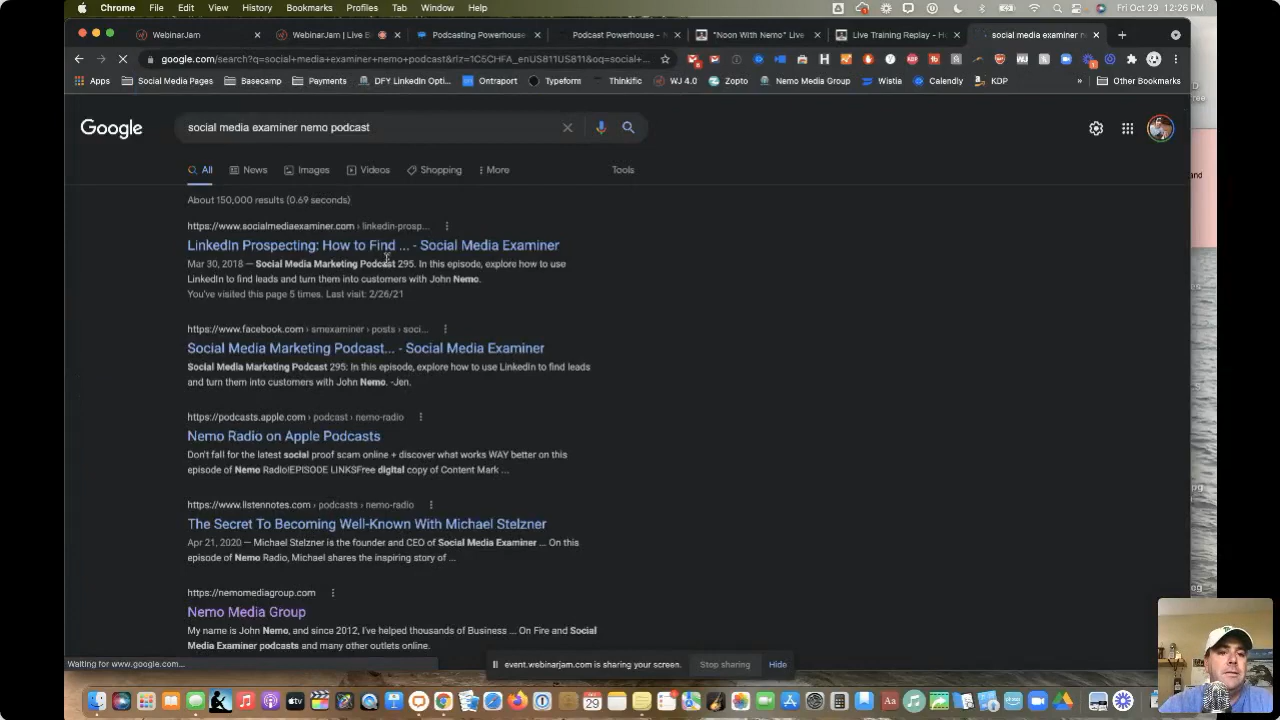 Chrome File Edit View History Bookmarks Profiles Tab Window Help Fri Oct 29 12:26 PM
WebinarJam WebinarJam | Live E Podcasting Powerhouse Podcast Powerhouse - N "Noon With Nemo" Live Live Training Replay - H social media examiner n
google.com/search?q=social+media+examiner+nemo+podcast&rlz=1C5CHFA_enUS811US811&oq=social+...
Apps Social Media Pages Basecamp Payments DFY LinkedIn Opti... Ontraport Typeform Thinkific WJ 4.0 Zopto Nemo Media Group Wistia Calendly KDP » Other Bookmarks
Google
social media examiner nemo podcast
All News Images Videos Shopping More Tools
About 150,000 results (0.69 seconds)
https://www.socialmediaexaminer.com › linkedin-prosp...
LinkedIn Prospecting: How to Find ... - Social Media Examiner
Mar 30, 2018 — Social Media Marketing Podcast 295. In this episode, explore how to use
LinkedIn to find leads and turn them into customers with John Nemo.
You've visited this page 5 times. Last visit: 2/26/21
https://www.facebook.com › smexaminer › posts › soci...
Social Media Marketing Podcast... - Social Media Examiner
Social Media Marketing Podcast 295: In this episode, explore how to use LinkedIn to find leads
and turn them into customers with John Nemo. -Jen.
https://podcasts.apple.com › podcast › nemo-radio
Nemo Radio on Apple Podcasts
Don't fall for the latest social proof scam online + discover what works WAY better on this
episode of Nemo Radio!EPISODE LINKSFree digital copy of Content Mark ...
https://www.listennotes.com › podcasts › nemo-radio
The Secret To Becoming Well-Known With Michael Stelzner
Apr 21, 2020 — Michael Stelzner is the founder and CEO of Social Media Examiner ... On this
episode of Nemo Radio, Michael shares the inspiring story of ...
https://nemomediagroup.com
Nemo Media Group
My name is John Nemo, and since 2012, I've helped thousands of Business ... On Fire and Social
Media Examiner podcasts and many other outlets online.
Waiting for www.google.com...
event.webinarjam.com is sharing your screen. Stop sharing Hide
and